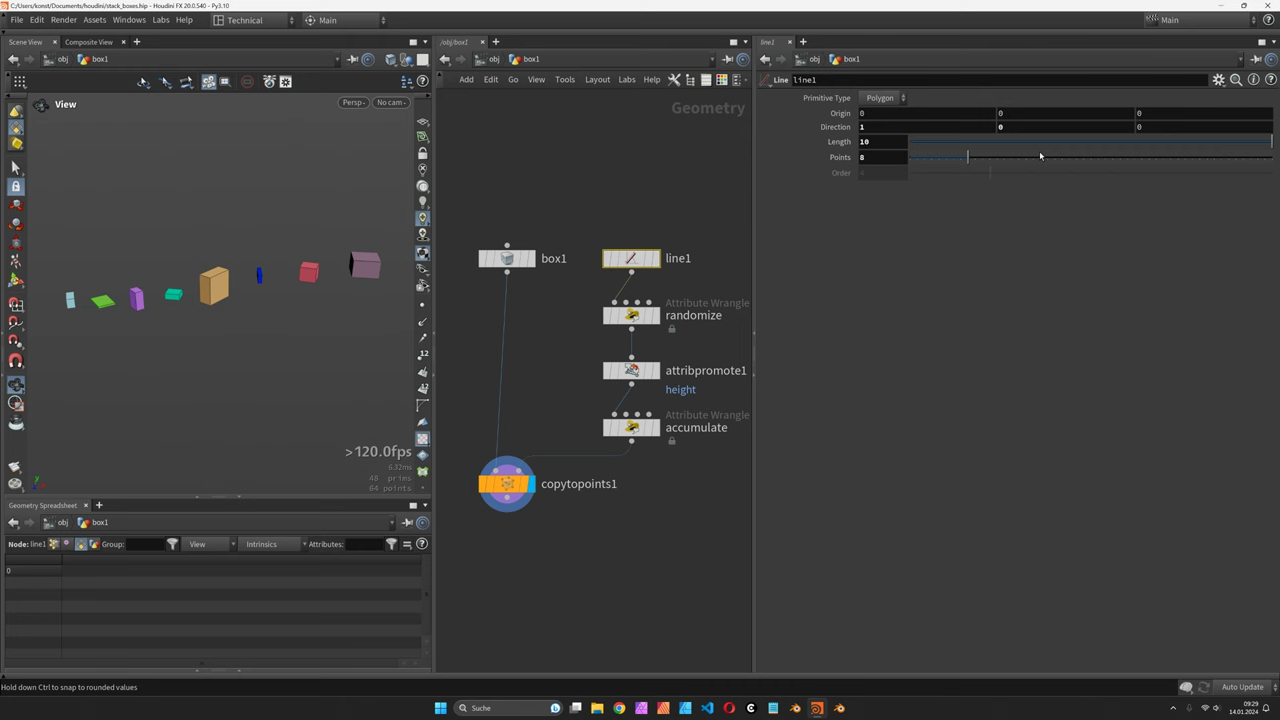 C:/Users/konst/Documents/houdini/stack_boxes.hip - Houdini FX 20.0.540 - Py3.10
File Edit Render Assets Windows Labs Help Technical Main Main
Scene View Composite View
obj box1
View
Persp No cam
>120.0fps
6.32ms
48 prims
64 points
12
12
Geometry Spreadsheet
obj box1
Node: line1 Group: View Intrinsics Attributes:
0
/obj/box1
obj box1
Add Edit Go View Tools Layout Labs Help
Geometry
box1
line1
Attribute Wrangle
randomize
attribpromote1
height
Attribute Wrangle
accumulate
copytopoints1
line1
obj box1
Line line1
Primitive Type Polygon
Origin 0 0 0
Direction 1 0 0
Length 10
Points 8
Order
Hold down Ctrl to snap to rounded values
Auto Update
Suche
09:29
14.01.2024